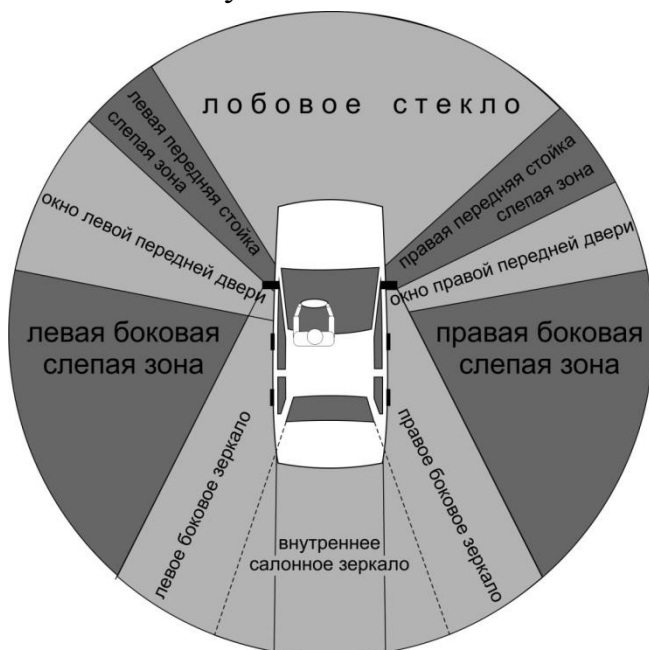 лобовое стекло
левая передняя стойка
слепая зона
правая передняя стойка
слепая зона
окно левой передней двери
окно правой передней двери
левая боковая
слепая зона
правая боковая
слепая зона
левое боковое зеркало
правое боковое зеркало
внутреннее
салонное зеркало